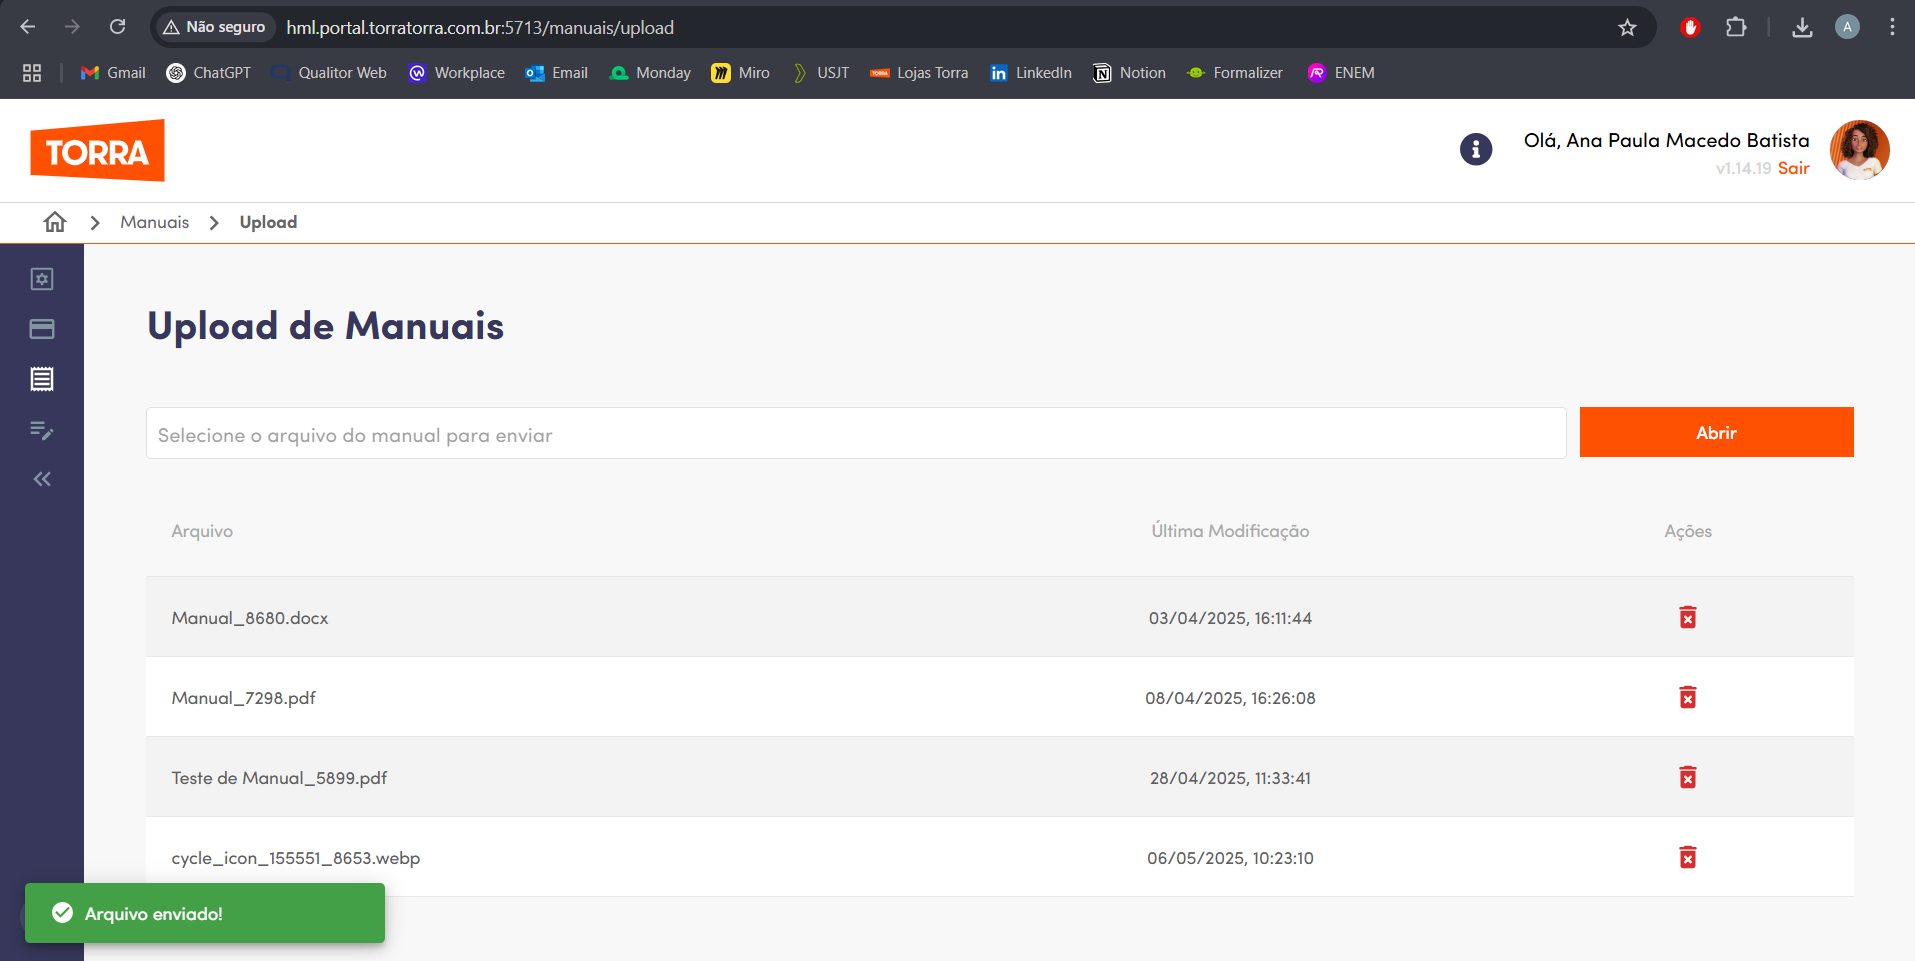 Não seguro hml.portal.torratorra.com.br:5713/manuais/upload A
Gmail ChatGPT Qualitor Web Workplace Email Monday Miro USJT Lojas Torra LinkedIn Notion Formalizer ENEM
TORRA
Olá, Ana Paula Macedo Batista
v1.14.19 Sair
Manuais Upload
Upload de Manuais
Selecione o arquivo do manual para enviar Abrir
Arquivo Última Modificação Ações
Manual_8680.docx 03/04/2025, 16:11:44
Manual_7298.pdf 08/04/2025, 16:26:08
Teste de Manual_5899.pdf 28/04/2025, 11:33:41
cycle_icon_155551_8653.webp 06/05/2025, 10:23:10
Arquivo enviado!